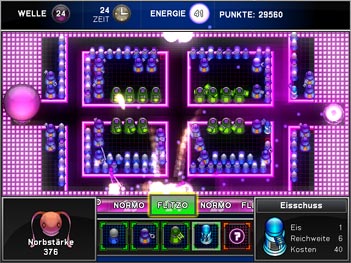 WELLE 24
24 ZEIT
ENERGIE 41
PUNKTE: 29560
NORMO FLITZO NORMO FLI
Norbstärke
376
?
Eisschuss
Eis 1
Reichweite 6
Kosten 40